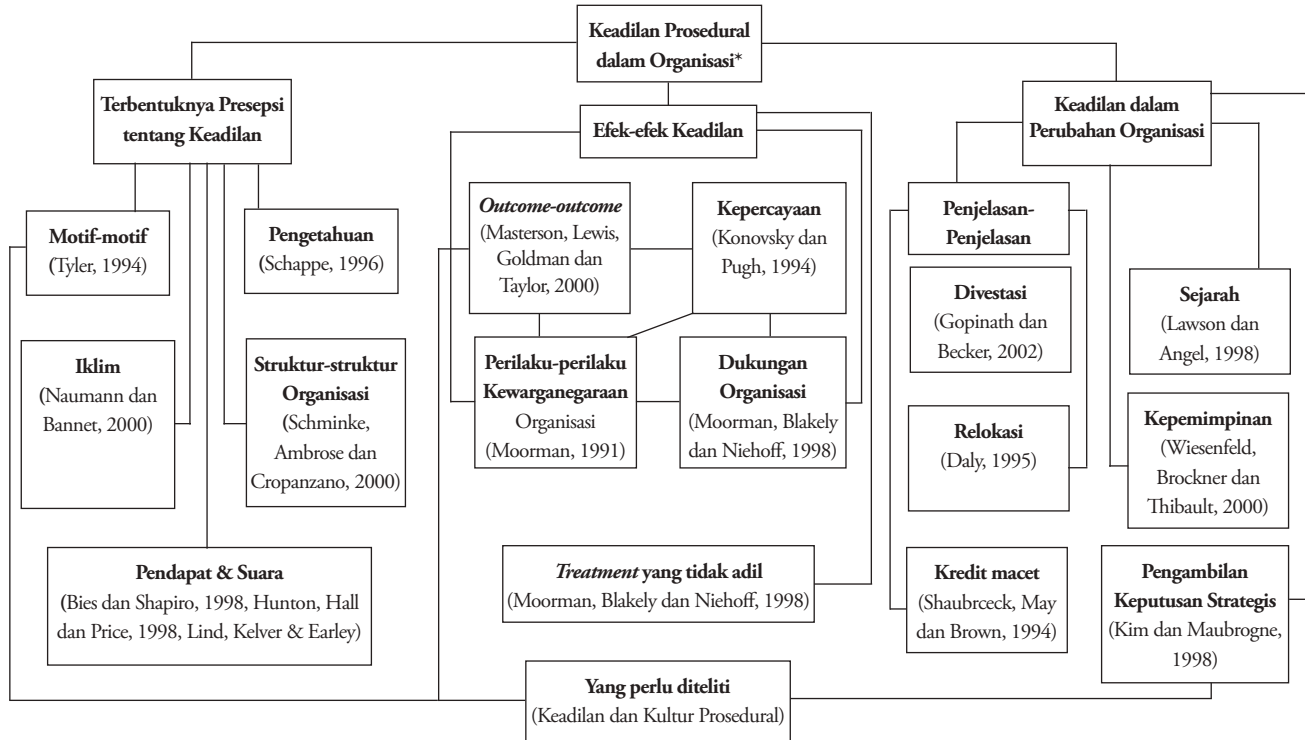 Keadilan Prosedural
dalam Organisasi*
Terbentuknya Presepsi
tentang Keadilan
Efek-efek Keadilan
Keadilan dalam
Perubahan Organisasi
Motif-motif
(Tyler, 1994)
Pengetahuan
(Schappe, 1996)
Iklim
(Naumann dan
Bannet, 2000)
Struktur-struktur
Organisasi
(Schminke,
Ambrose dan
Cropanzano, 2000)
Pendapat & Suara
(Bies dan Shapiro, 1998, Hunton, Hall
dan Price, 1998, Lind, Kelver & Earley)
Outcome-outcome
(Masterson, Lewis,
Goldman dan
Taylor, 2000)
Kepercayaan
(Konovsky dan
Pugh, 1994)
Perilaku-perilaku
Kewarganegaraan
Organisasi
(Moorman, 1991)
Dukungan
Organisasi
(Moorman, Blakely
dan Niehoff, 1998)
Treatment yang tidak adil
(Moorman, Blakely dan Niehoff, 1998)
Penjelasan-
Penjelasan
Divestasi
(Gopinath dan
Becker, 2002)
Relokasi
(Daly, 1995)
Kredit macet
(Shaubrceck, May
dan Brown, 1994)
Sejarah
(Lawson dan
Angel, 1998)
Kepemimpinan
(Wiesenfeld,
Brockner dan
Thibault, 2000)
Pengambilan
Keputusan Strategis
(Kim dan Maubrogne,
1998)
Yang perlu diteliti
(Keadilan dan Kultur Prosedural)